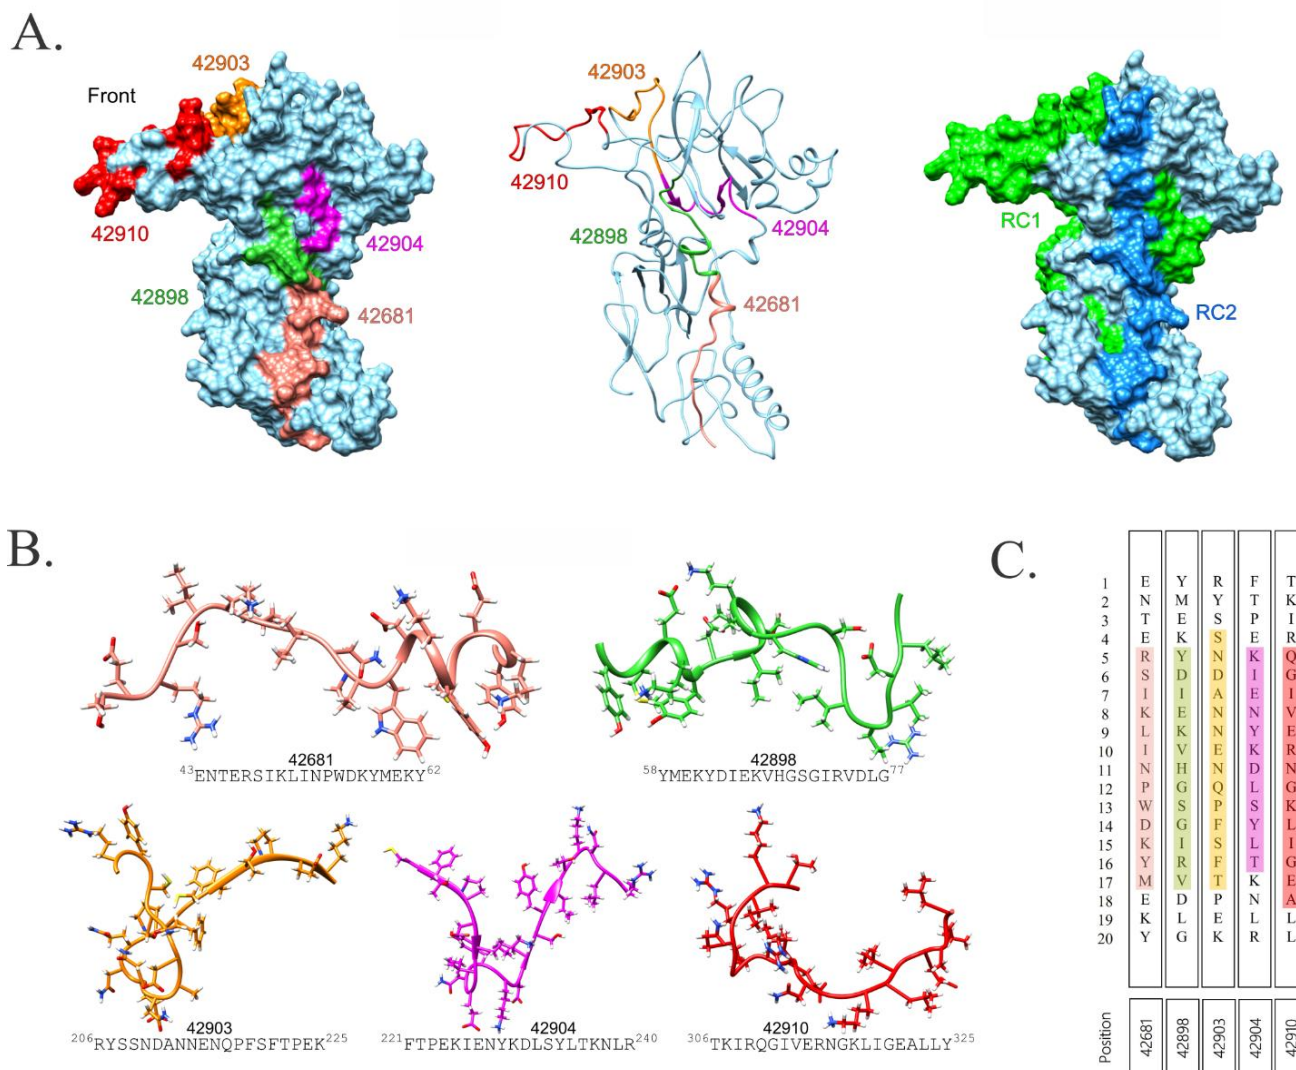 A.
Front
42903
42910
42898
42904
42681
42903
42910
42898
42904
42681
RC1
RC2
B.
42681
43ENTERSIKLINPWDKYMEKY62
42898
58YMEKYDIEKVHGSGIRVDLG77
42903
206RYSSNDANNENQPFSFTPEK225
42904
221FTPEKIENYKDLSYLTKNLR240
42910
306TKIRQGIVERNGKLIGEALLY325
C.
1 E Y R F T
2 N M Y T K
3 T E S P I
4 E K S E R
5 R Y N K Q
6 S D D I G
7 I I A E I
8 K E N N V
9 L K N Y E
10 I V E K R
11 N H N D N
12 P G Q L G
13 W S P S K
14 D G F Y L
15 K I S L I
16 Y R F T G
17 M V T K E
18 E D P N A
19 K L E L L
20 Y G K R L
Position 42681 42898 42903 42904 42910